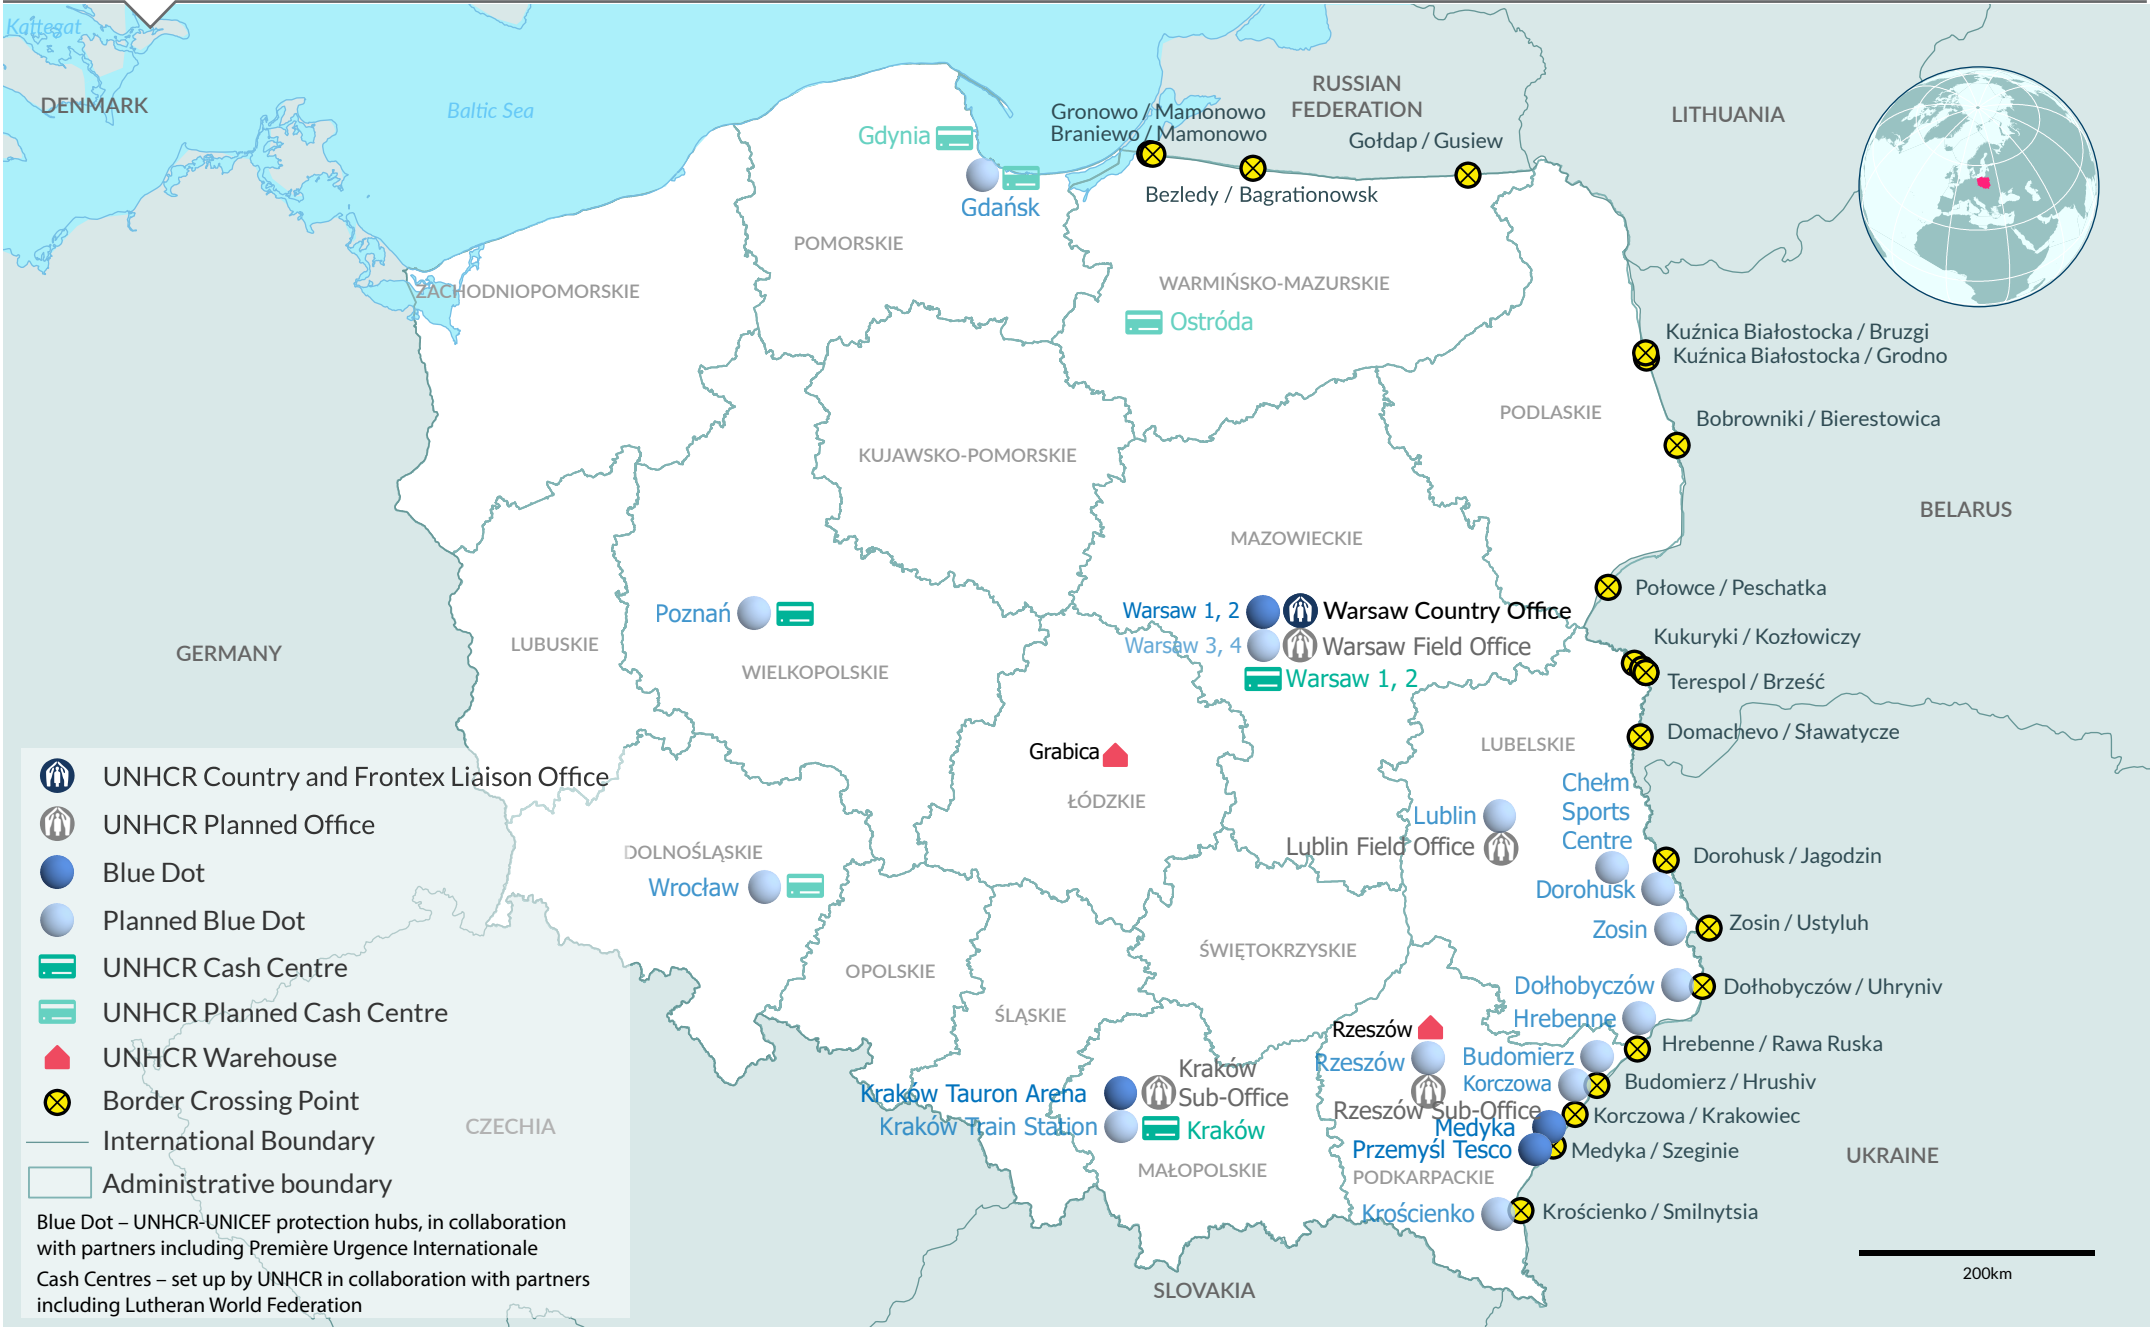 Kattegat
DENMARK
Baltic Sea
RUSSIAN
FEDERATION
LITHUANIA
Gronowo / Mamonowo
Braniewo / Mamonowo
Gołdap / Gusiew
Bezledy / Bagrationowsk
Gdynia
Gdańsk
POMORSKIE
ZACHODNIOPOMORSKIE
WARMIŃSKO-MAZURSKIE
Ostróda
Kuźnica Białostocka / Bruzgi
Kuźnica Białostocka / Grodno
PODLASKIE
Bobrowniki / Bierestowica
KUJAWSKO-POMORSKIE
BELARUS
MAZOWIECKIE
Połowce / Peschatka
Poznań
Warsaw 1, 2
Warsaw Country Office
Warsaw 3, 4
Warsaw Field Office
Warsaw 1, 2
Kukuryki / Kozłowiczy
GERMANY
LUBUSKIE
WIELKOPOLSKIE
Terespol / Brześć
Domachevo / Sławatycze
LUBELSKIE
Grabica
ŁÓDZKIE
Chełm
Sports
Centre
Lublin
Lublin Field Office
Dorohusk / Jagodzin
Dorohusk
DOLNOŚLĄSKIE
Wrocław
Zosin
Zosin / Ustyluh
ŚWIĘTOKRZYSKIE
OPOLSKIE
Dołhobyczów
Dołhobyczów / Uhryniv
ŚLĄSKIE
Hrebenne
Rzeszów
Hrebenne / Rawa Ruska
Rzeszów
Budomierz
Kraków
Sub-Office
Korczowa
Budomierz / Hrushiv
Kraków Tauron Arena
Rzeszów Sub-Office
Korczowa / Krakowiec
Kraków Train Station
Kraków
Medyka
Przemyśl Tesco
Medyka / Szeginie
UKRAINE
MAŁOPOLSKIE
PODKARPACKIE
Krościenko
Krościenko / Smilnytsia
CZECHIA
SLOVAKIA
200km
UNHCR Country and Frontex Liaison Office
UNHCR Planned Office
Blue Dot
Planned Blue Dot
UNHCR Cash Centre
UNHCR Planned Cash Centre
UNHCR Warehouse
Border Crossing Point
International Boundary
Administrative boundary
Blue Dot – UNHCR-UNICEF protection hubs, in collaboration
with partners including Première Urgence Internationale
Cash Centres – set up by UNHCR in collaboration with partners
including Lutheran World Federation